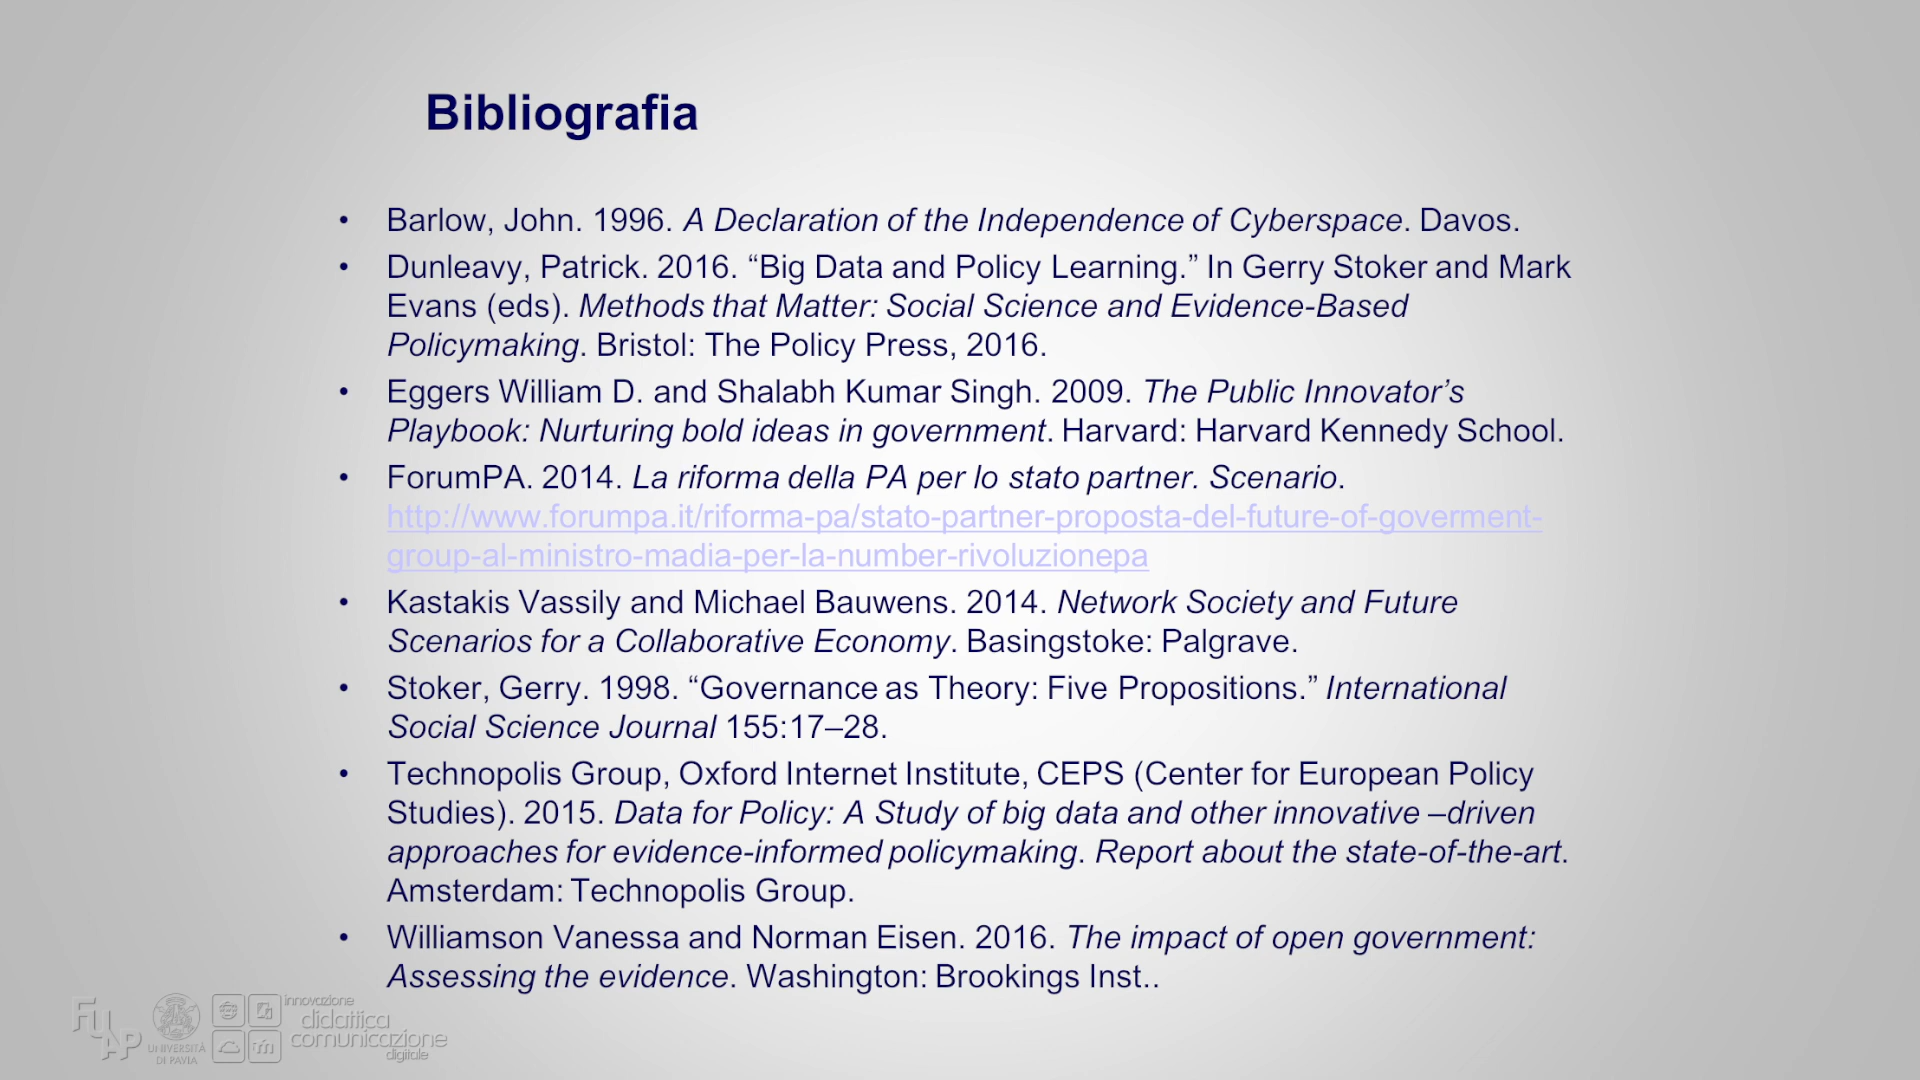 Bibliografia
• Barlow, John. 1996. A Declaration of the Independence of Cyberspace. Davos.
• Dunleavy, Patrick. 2016. “Big Data and Policy Learning.” In Gerry Stoker and Mark
Evans (eds). Methods that Matter: Social Science and Evidence-Based
Policymaking. Bristol: The Policy Press, 2016.
• Eggers William D. and Shalabh Kumar Singh. 2009. The Public Innovator’s
Playbook: Nurturing bold ideas in government. Harvard: Harvard Kennedy School.
• ForumPA. 2014. La riforma della PA per lo stato partner. Scenario.
http://www.forumpa.it/riforma-pa/stato-partner-proposta-del-future-of-goverment-
group-al-ministro-madia-per-la-number-rivoluzionepa
• Kastakis Vassily and Michael Bauwens. 2014. Network Society and Future
Scenarios for a Collaborative Economy. Basingstoke: Palgrave.
• Stoker, Gerry. 1998. “Governance as Theory: Five Propositions.” International
Social Science Journal 155:17–28.
• Technopolis Group, Oxford Internet Institute, CEPS (Center for European Policy
Studies). 2015. Data for Policy: A Study of big data and other innovative –driven
approaches for evidence-informed policymaking. Report about the state-of-the-art.
Amsterdam: Technopolis Group.
• Williamson Vanessa and Norman Eisen. 2016. The impact of open government:
Assessing the evidence. Washington: Brookings Inst..
UNIVERSITÀ
DI PAVIA
innovazione
didattica
comunicazione
digitale